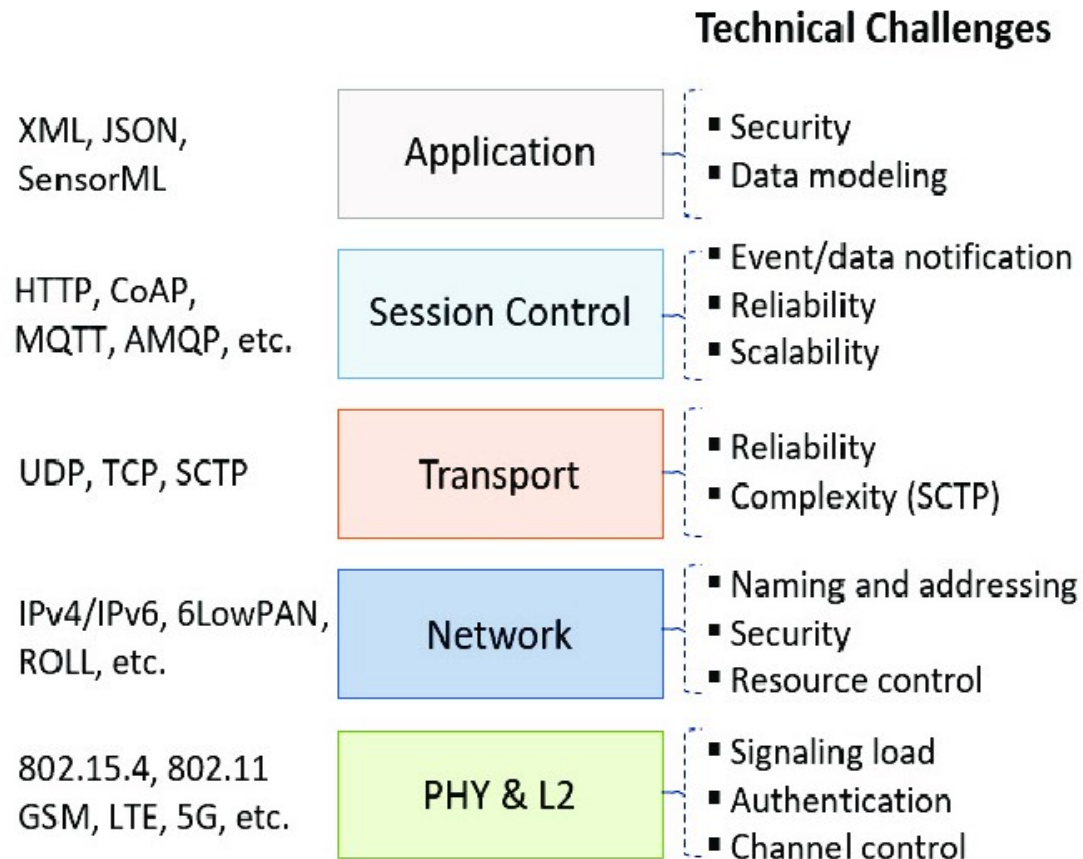 Technical Challenges
XML, JSON,
SensorML
Application
▪ Security
▪ Data modeling
HTTP, CoAP,
MQTT, AMQP, etc.
Session Control
▪ Event/data notification
▪ Reliability
▪ Scalability
UDP, TCP, SCTP
Transport
▪ Reliability
▪ Complexity (SCTP)
IPv4/IPv6, 6LowPAN,
ROLL, etc.
Network
▪ Naming and addressing
▪ Security
▪ Resource control
802.15.4, 802.11
GSM, LTE, 5G, etc.
PHY & L2
▪ Signaling load
▪ Authentication
▪ Channel control